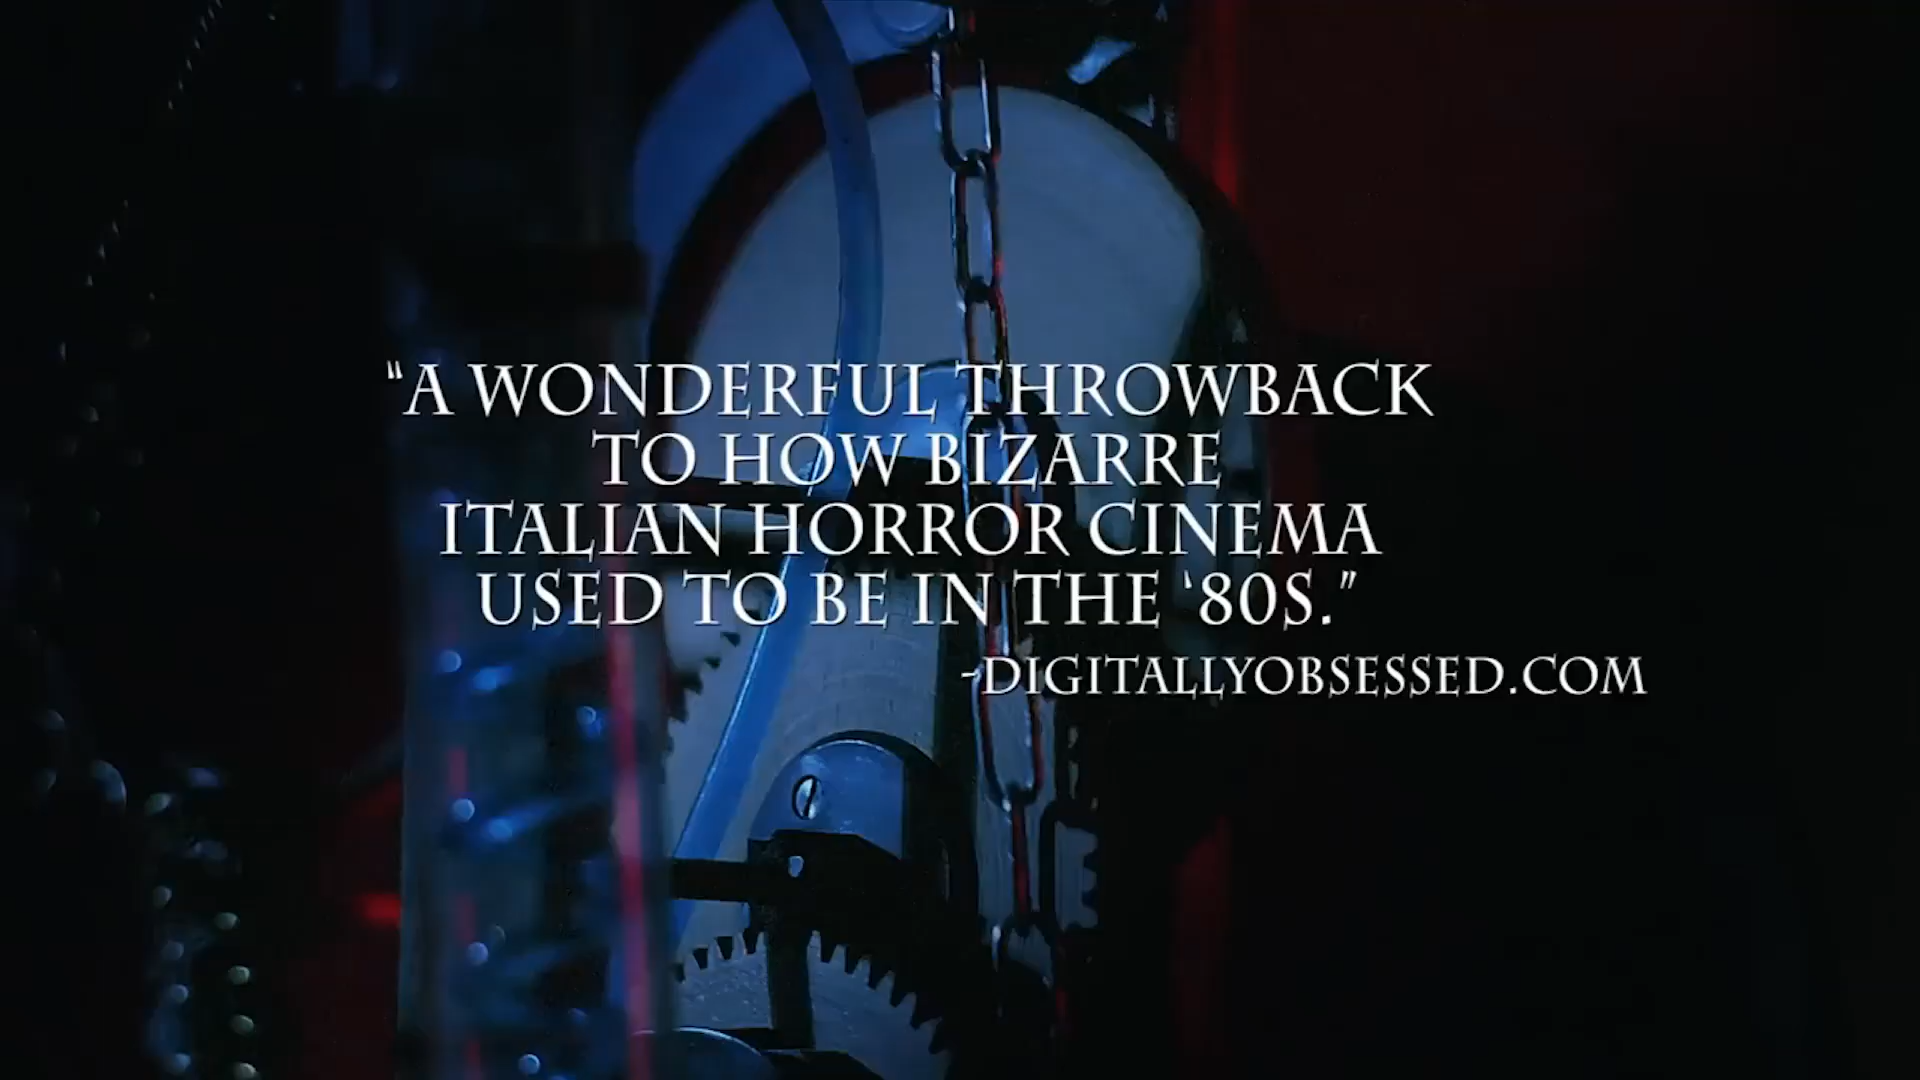 “A WONDERFUL THROWBACK
TO HOW BIZARRE
ITALIAN HORROR CINEMA
USED TO BE IN THE ‘80S.”
-DIGITALLYOBSESSED.COM